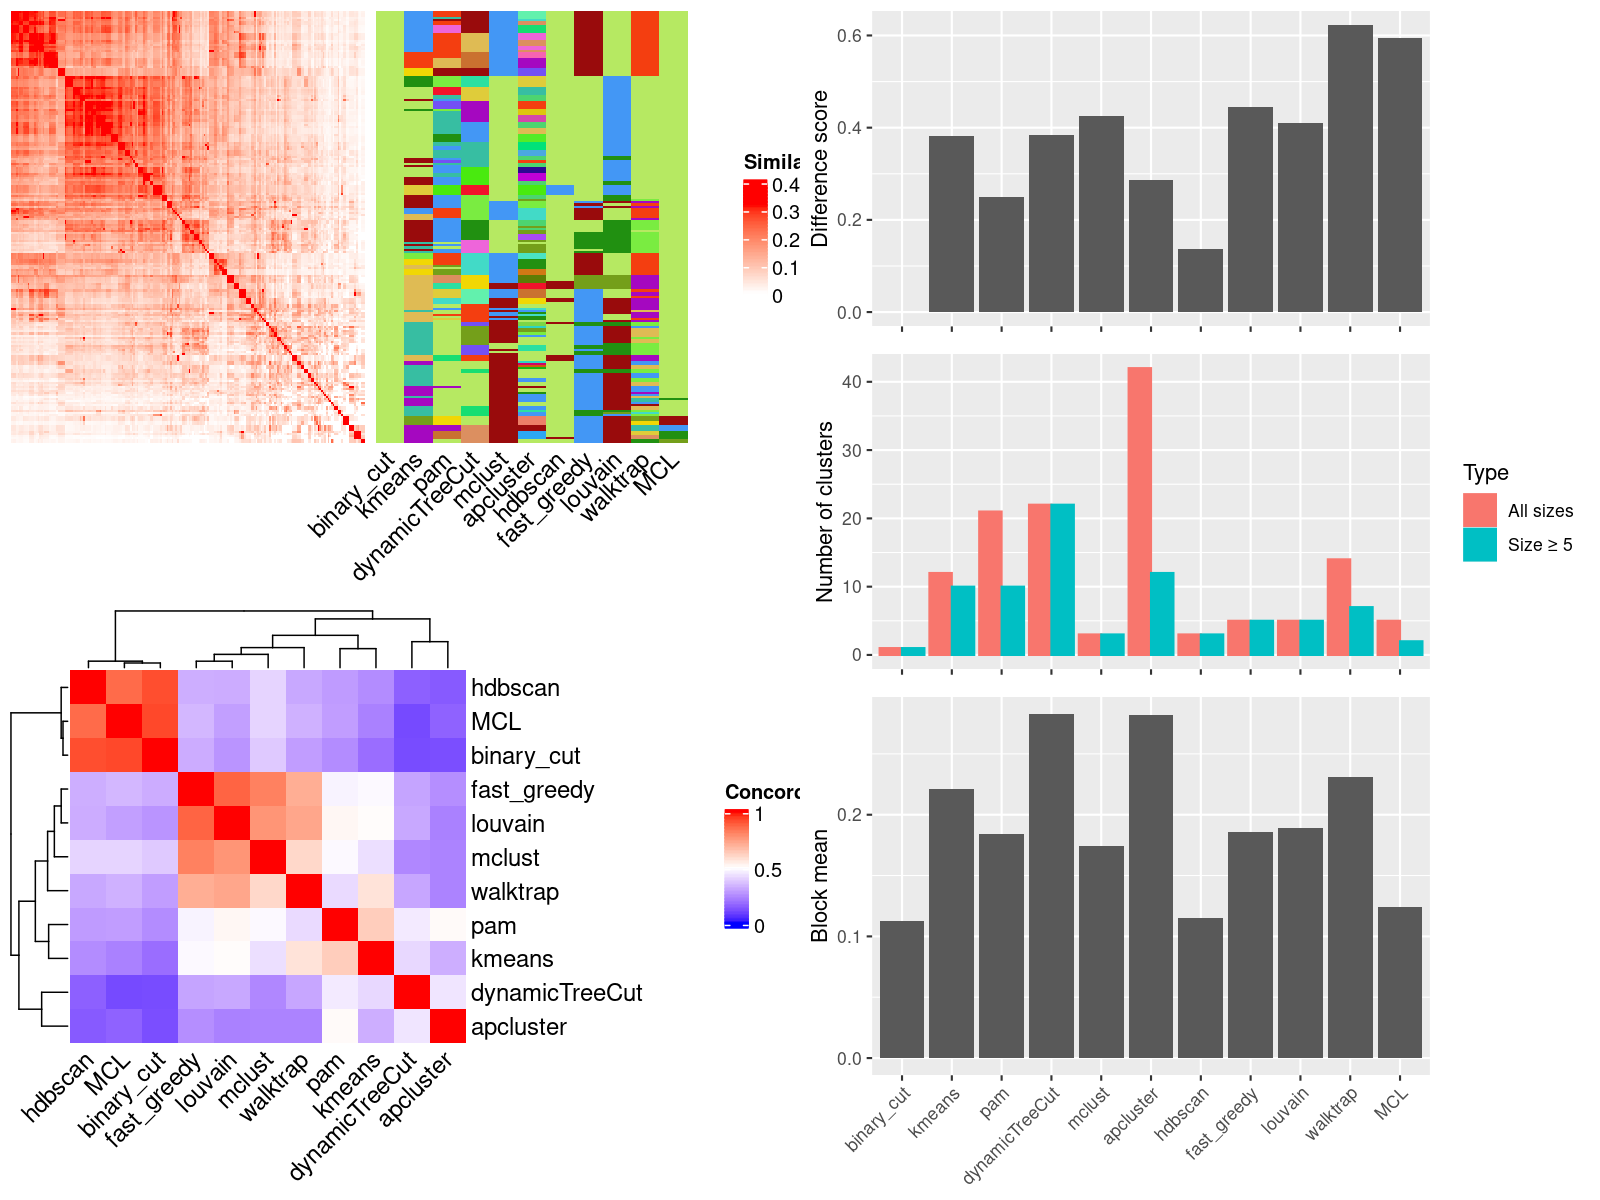 Simila
0.4
0.3
0.2
0.1
0
binary_cut
kmeans
pam
dynamicTreeCut
mclust
apcluster
hdbscan
fast_greedy
louvain
walktrap
MCL
hdbscan
MCL
binary_cut
fast_greedy
louvain
mclust
walktrap
pam
kmeans
dynamicTreeCut
apcluster
hdbscan
MCL
binary_cut
fast_greedy
louvain
mclust
walktrap
pam
kmeans
dynamicTreeCut
apcluster
Concord
1
0.5
0
Difference score
0.6
0.4
0.2
0.0
Number of clusters
40
30
20
10
0
Type
All sizes
Size ≥ 5
Block mean
0.2
0.1
0.0
binary_cut
kmeans
pam
dynamicTreeCut
mclust
apcluster
hdbscan
fast_greedy
louvain
walktrap
MCL